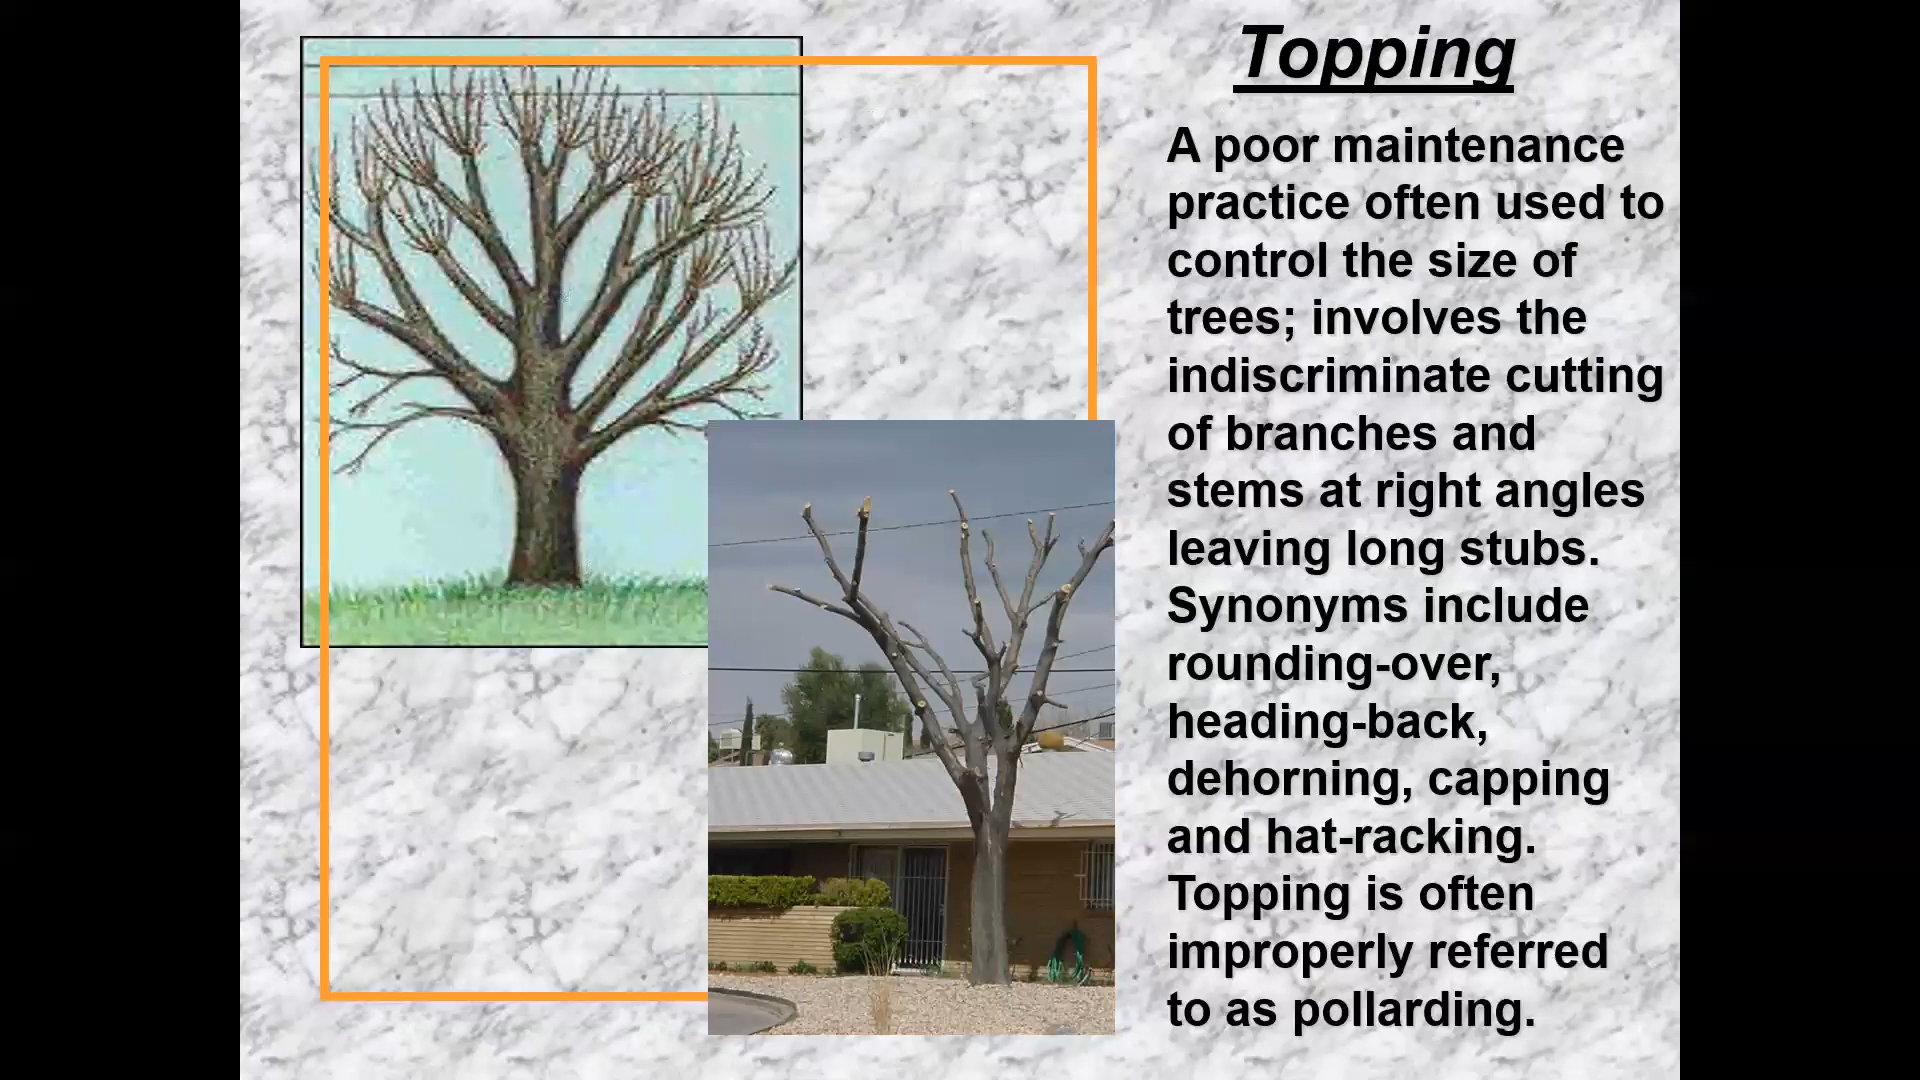 Topping
A poor maintenance
practice often used to
control the size of
trees; involves the
indiscriminate cutting
of branches and
stems at right angles
leaving long stubs.
Synonyms include
rounding-over,
heading-back,
dehorning, capping
and hat-racking.
Topping is often
improperly referred
to as pollarding.